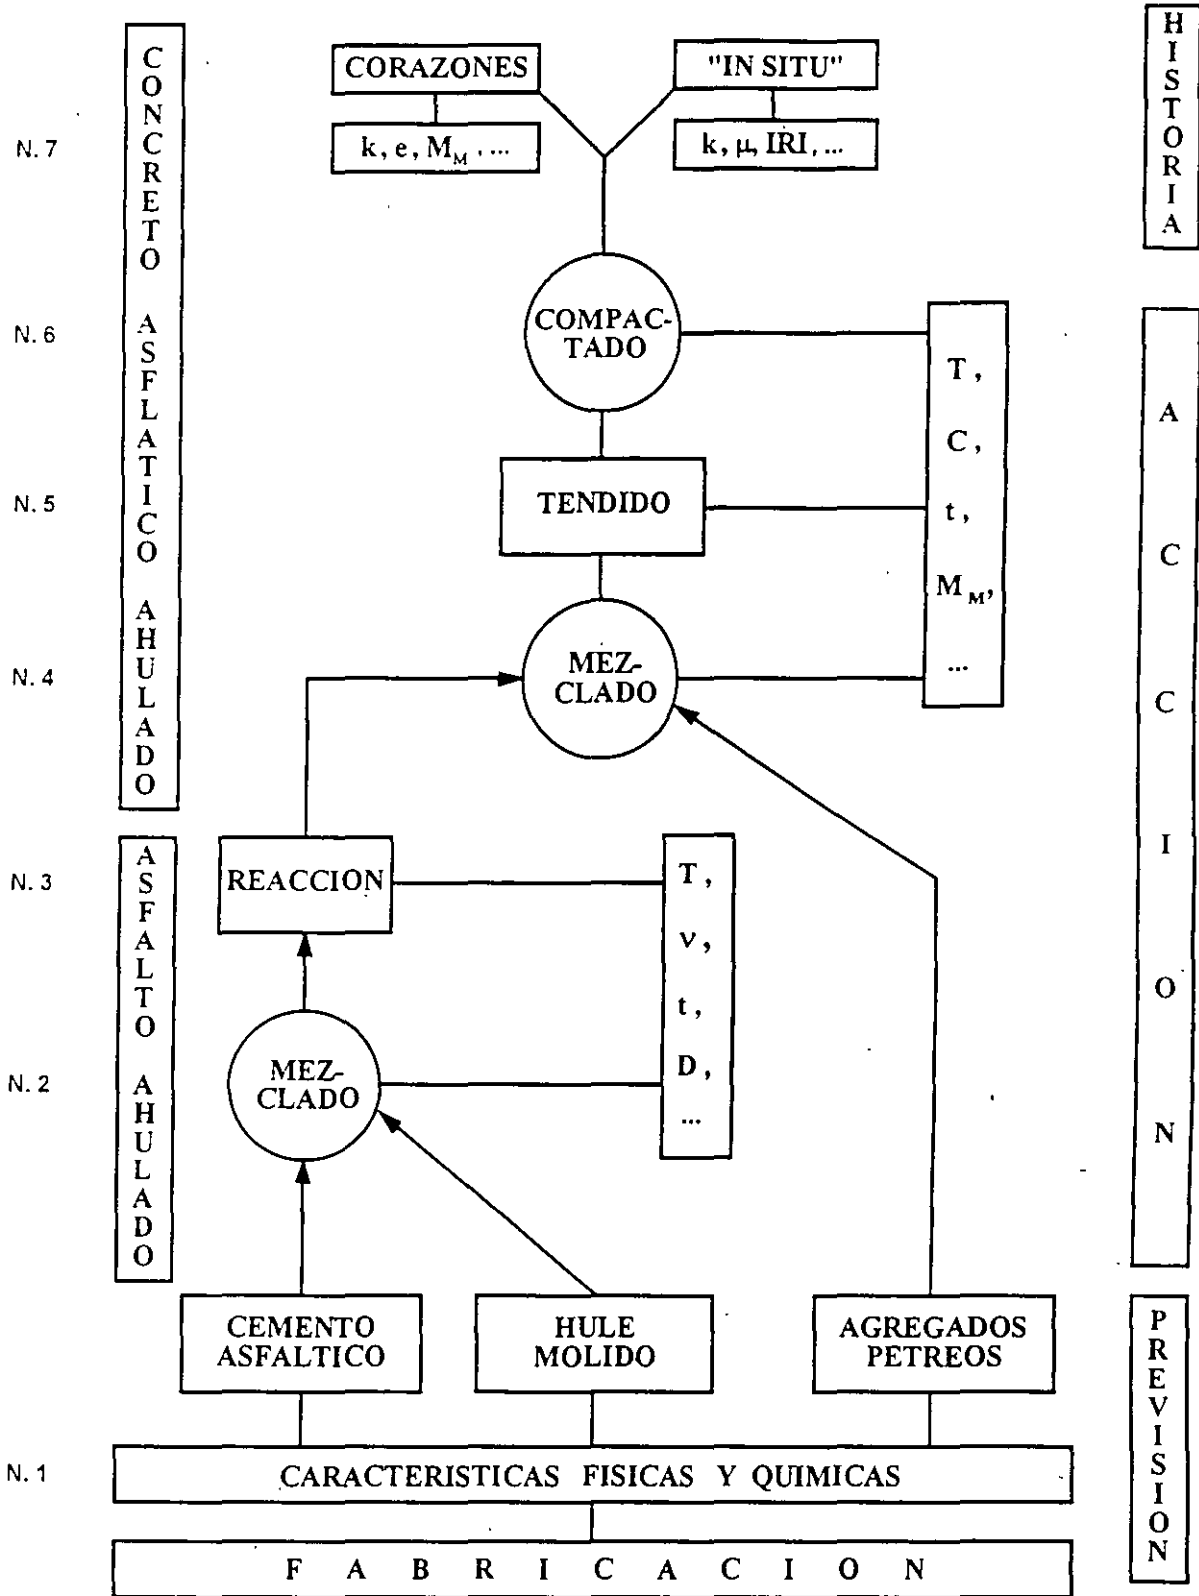 CONCRETO ASFLATICO AHULADO
HISTORIA
CORAZONES
"IN SITU"
N. 7
k, e, M_M, ...
k, μ, IRI, ...
N. 6
COMPAC-
TADO
T,
C,
t,
M_M,
...
ACCION
N. 5
TENDIDO
N. 4
MEZ-
CLADO
ASFALTO AHULADO
N. 3
REACCION
T,
ν,
t,
D,
...
N. 2
MEZ-
CLADO
CEMENTO
ASFALTICO
HULE
MOLIDO
AGREGADOS
PETREOS
PREVISION
N. 1
CARACTERISTICAS FISICAS Y QUIMICAS
FABRICACION